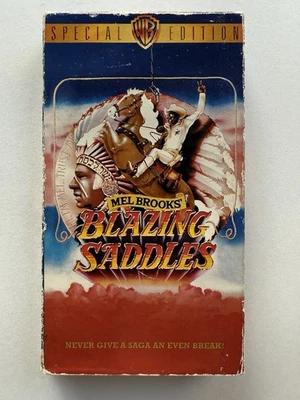 SPECIAL WB EDITION
MEL BROOKS'
BLAZING
SADDLES
NEVER GIVE A SAGA AN EVEN BREAK!